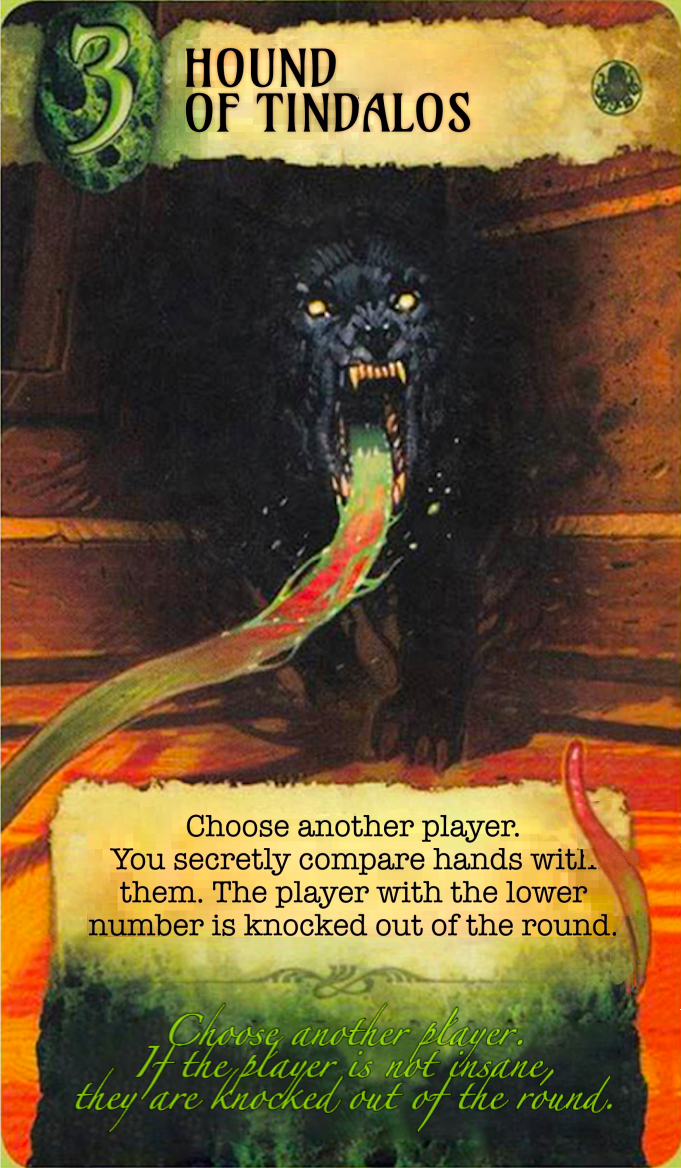 3
HOUND
OF TINDALOS
Choose another player.
You secretly compare hands with
them. The player with the lower
number is knocked out of the round.
Choose another player.
If the player is not insane,
they are knocked out of the round.